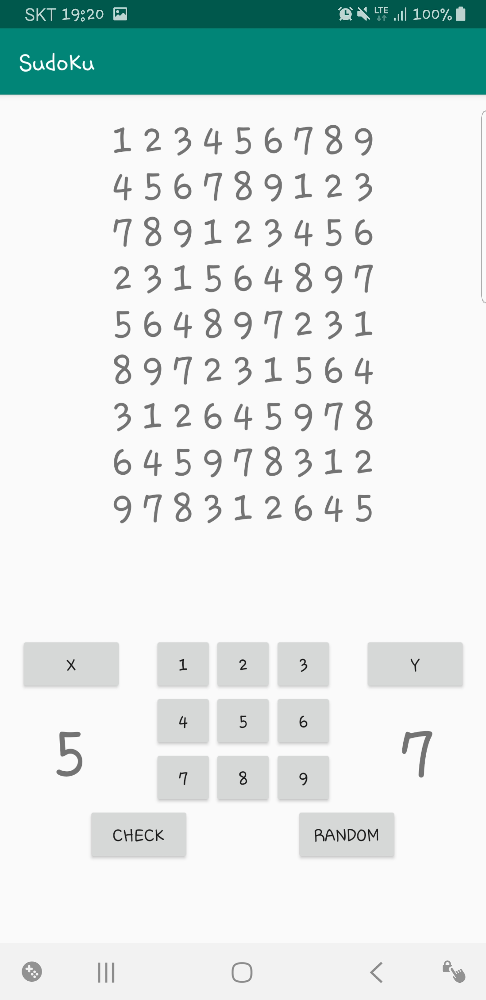 SKT 19:20 LTE 100%
SudoKu
1 2 3 4 5 6 7 8 9
4 5 6 7 8 9 1 2 3
7 8 9 1 2 3 4 5 6
2 3 1 5 6 4 8 9 7
5 6 4 8 9 7 2 3 1
8 9 7 2 3 1 5 6 4
3 1 2 6 4 5 9 7 8
6 4 5 9 7 8 3 1 2
9 7 8 3 1 2 6 4 5
X 1 2 3 Y
4 5 6
5 7
7 8 9
CHECK RANDOM